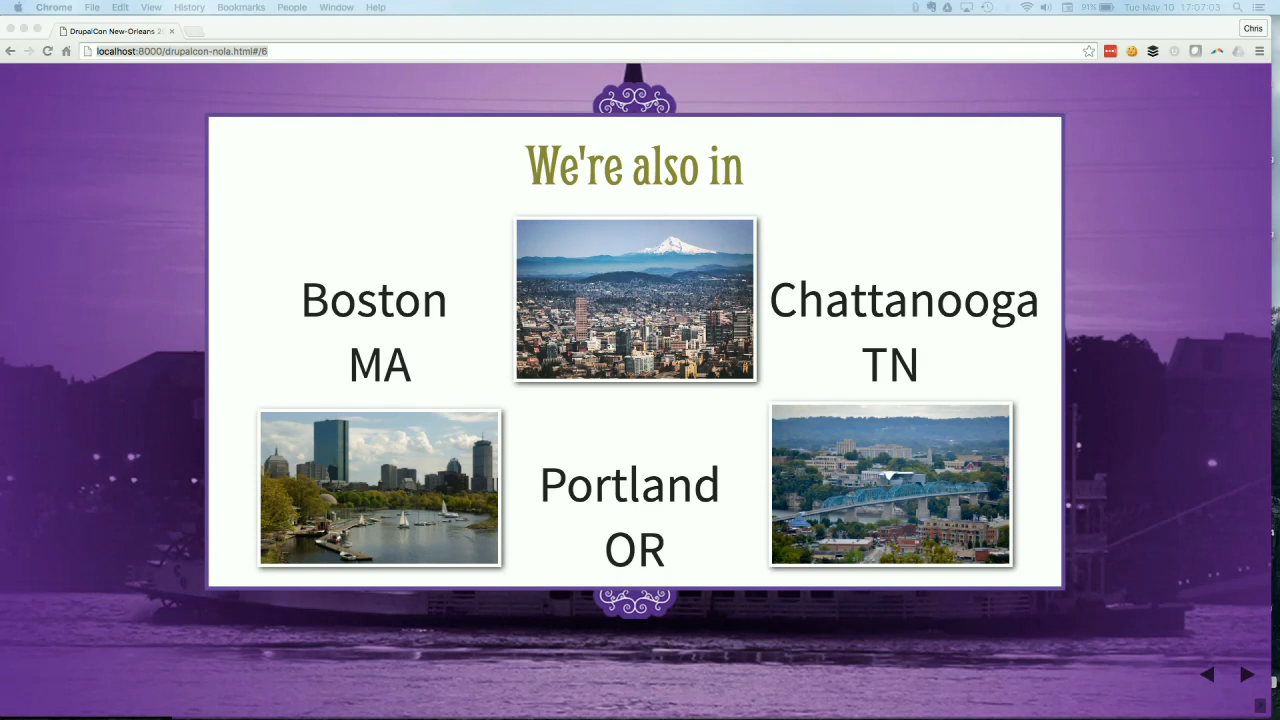 Chrome File Edit View History Bookmarks People Window Help 91% Tue May 10 17:07:03
DrupalCon New-Orleans 2
Chris
localhost:8000/drupalcon-nola.html#/6
We're also in
Boston
MA
Chattanooga
TN
Portland
OR